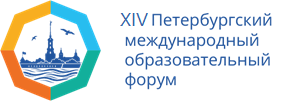 XIV Петербургский
международный
образовательный
форум